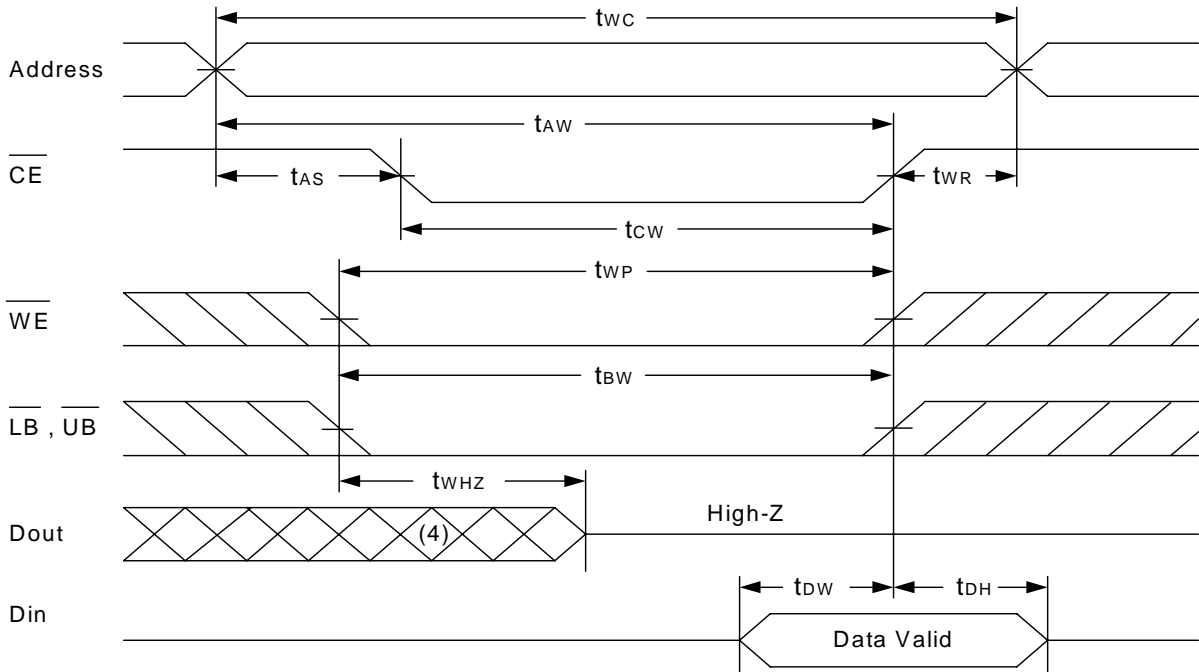 tWC
Address
tAW
CE
tAS
tWR
tCW
tWP
WE
tBW
LB , UB
tWHZ
Dout
(4)
High-Z
tDW
tDH
Din
Data Valid